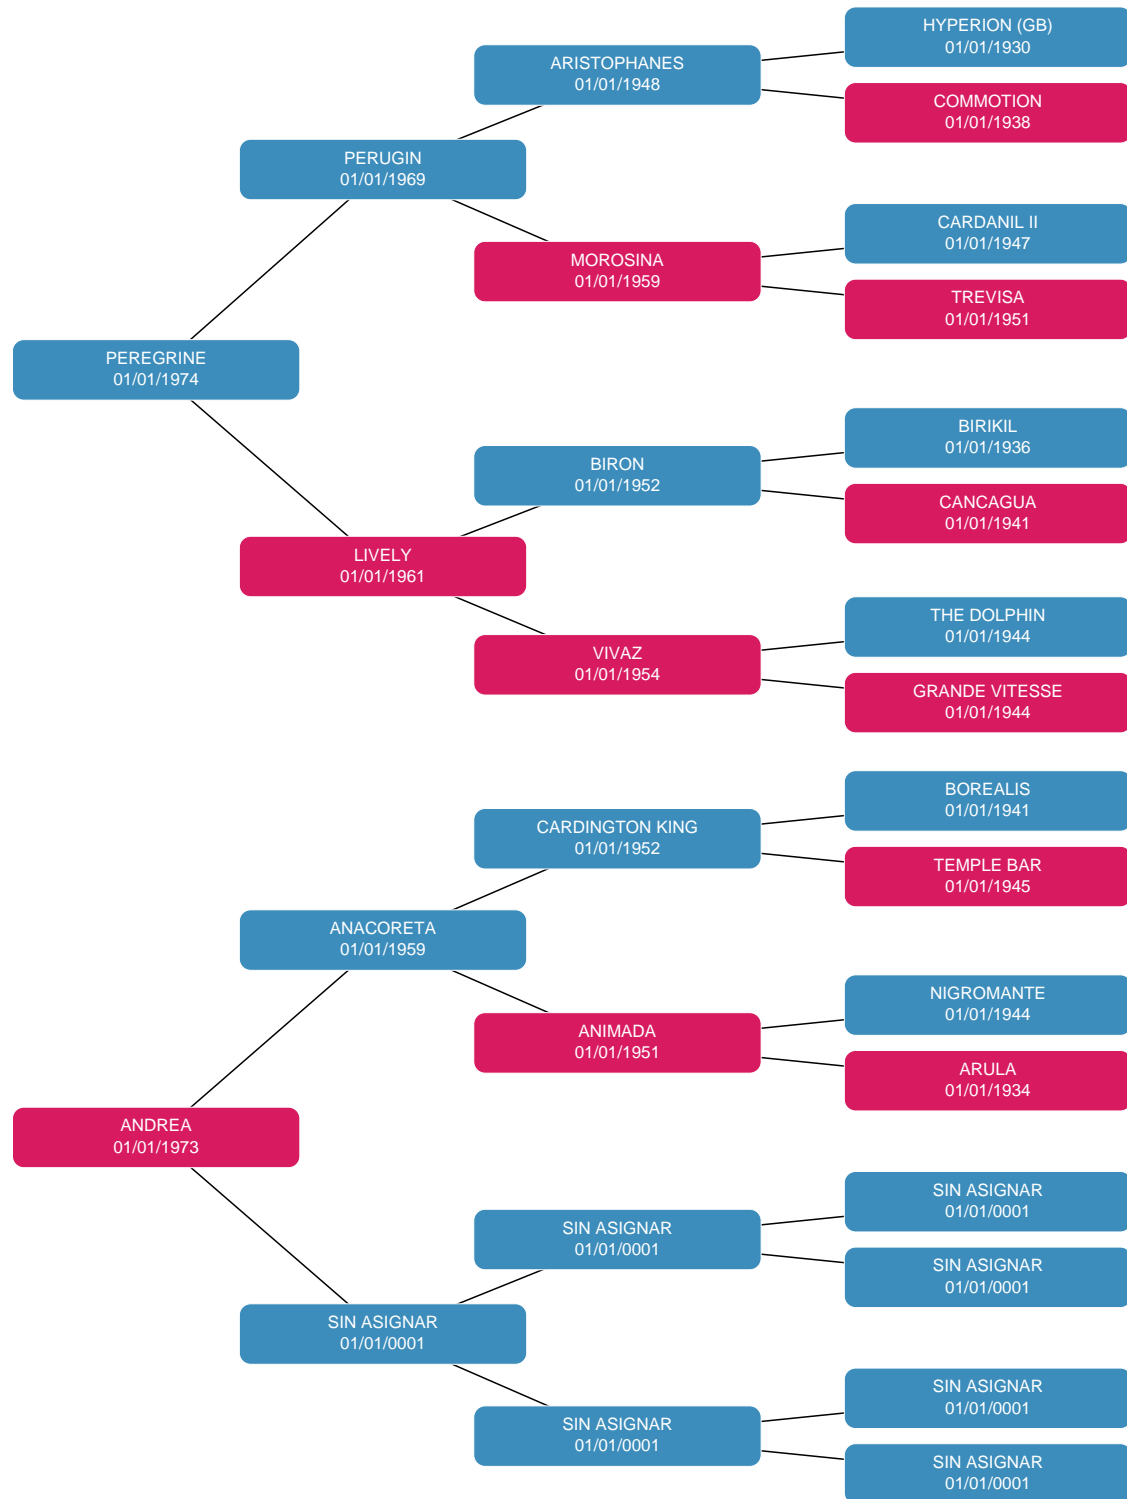 HYPERION (GB)
01/01/1930
ARISTOPHANES
01/01/1948
COMMOTION
01/01/1938
PERUGIN
01/01/1969
CARDANIL II
01/01/1947
MOROSINA
01/01/1959
TREVISA
01/01/1951
PEREGRINE
01/01/1974
BIRIKIL
01/01/1936
BIRON
01/01/1952
CANCAGUA
01/01/1941
LIVELY
01/01/1961
THE DOLPHIN
01/01/1944
VIVAZ
01/01/1954
GRANDE VITESSE
01/01/1944
BOREALIS
01/01/1941
CARDINGTON KING
01/01/1952
TEMPLE BAR
01/01/1945
ANACORETA
01/01/1959
NIGROMANTE
01/01/1944
ANIMADA
01/01/1951
ARULA
01/01/1934
ANDREA
01/01/1973
SIN ASIGNAR
01/01/0001
SIN ASIGNAR
01/01/0001
SIN ASIGNAR
01/01/0001
SIN ASIGNAR
01/01/0001
SIN ASIGNAR
01/01/0001
SIN ASIGNAR
01/01/0001
SIN ASIGNAR
01/01/0001